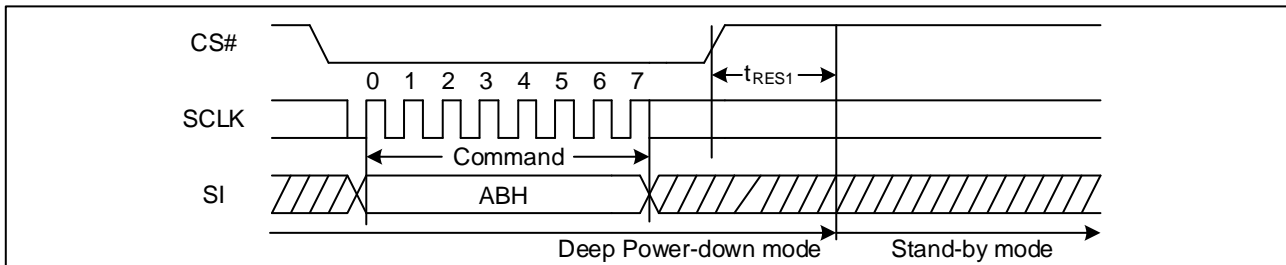 CS#
tRES1
0 1 2 3 4 5 6 7
SCLK
Command
SI
ABH
Deep Power-down mode Stand-by mode